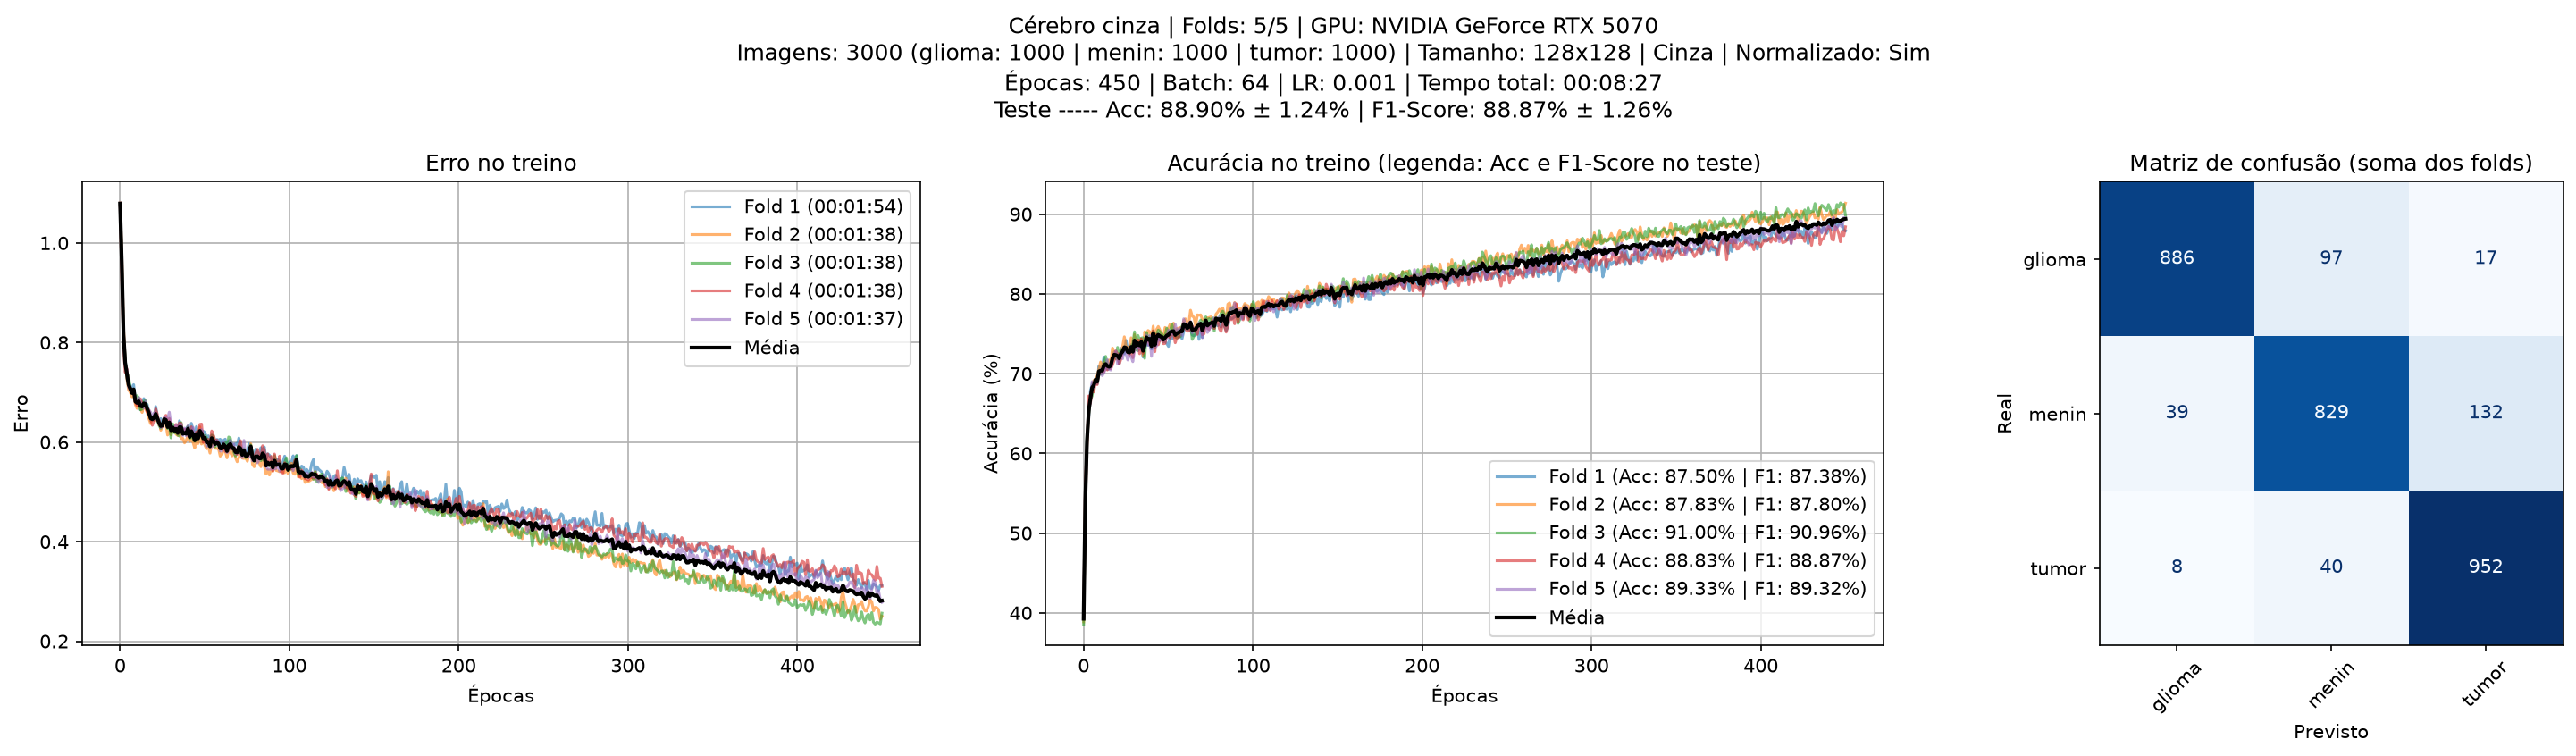 Cérebro cinza | Folds: 5/5 | GPU: NVIDIA GeForce RTX 5070
Imagens: 3000 (glioma: 1000 | menin: 1000 | tumor: 1000) | Tamanho: 128x128 | Cinza | Normalizado: Sim
Épocas: 450 | Batch: 64 | LR: 0.001 | Tempo total: 00:08:27
Teste ----- Acc: 88.90% ± 1.24% | F1-Score: 88.87% ± 1.26%
Erro no treino
Erro
1.0
0.8
0.6
0.4
0.2
0
100
200
300
400
Épocas
Fold 1 (00:01:54)
Fold 2 (00:01:38)
Fold 3 (00:01:38)
Fold 4 (00:01:38)
Fold 5 (00:01:37)
Média
Acurácia no treino (legenda: Acc e F1-Score no teste)
Acurácia (%)
90
80
70
60
50
40
0
100
200
300
400
Épocas
Fold 1 (Acc: 87.50% | F1: 87.38%)
Fold 2 (Acc: 87.83% | F1: 87.80%)
Fold 3 (Acc: 91.00% | F1: 90.96%)
Fold 4 (Acc: 88.83% | F1: 88.87%)
Fold 5 (Acc: 89.33% | F1: 89.32%)
Média
Matriz de confusão (soma dos folds)
Real
glioma 886 97 17
menin 39 829 132
tumor 8 40 952
glioma menin tumor
Previsto